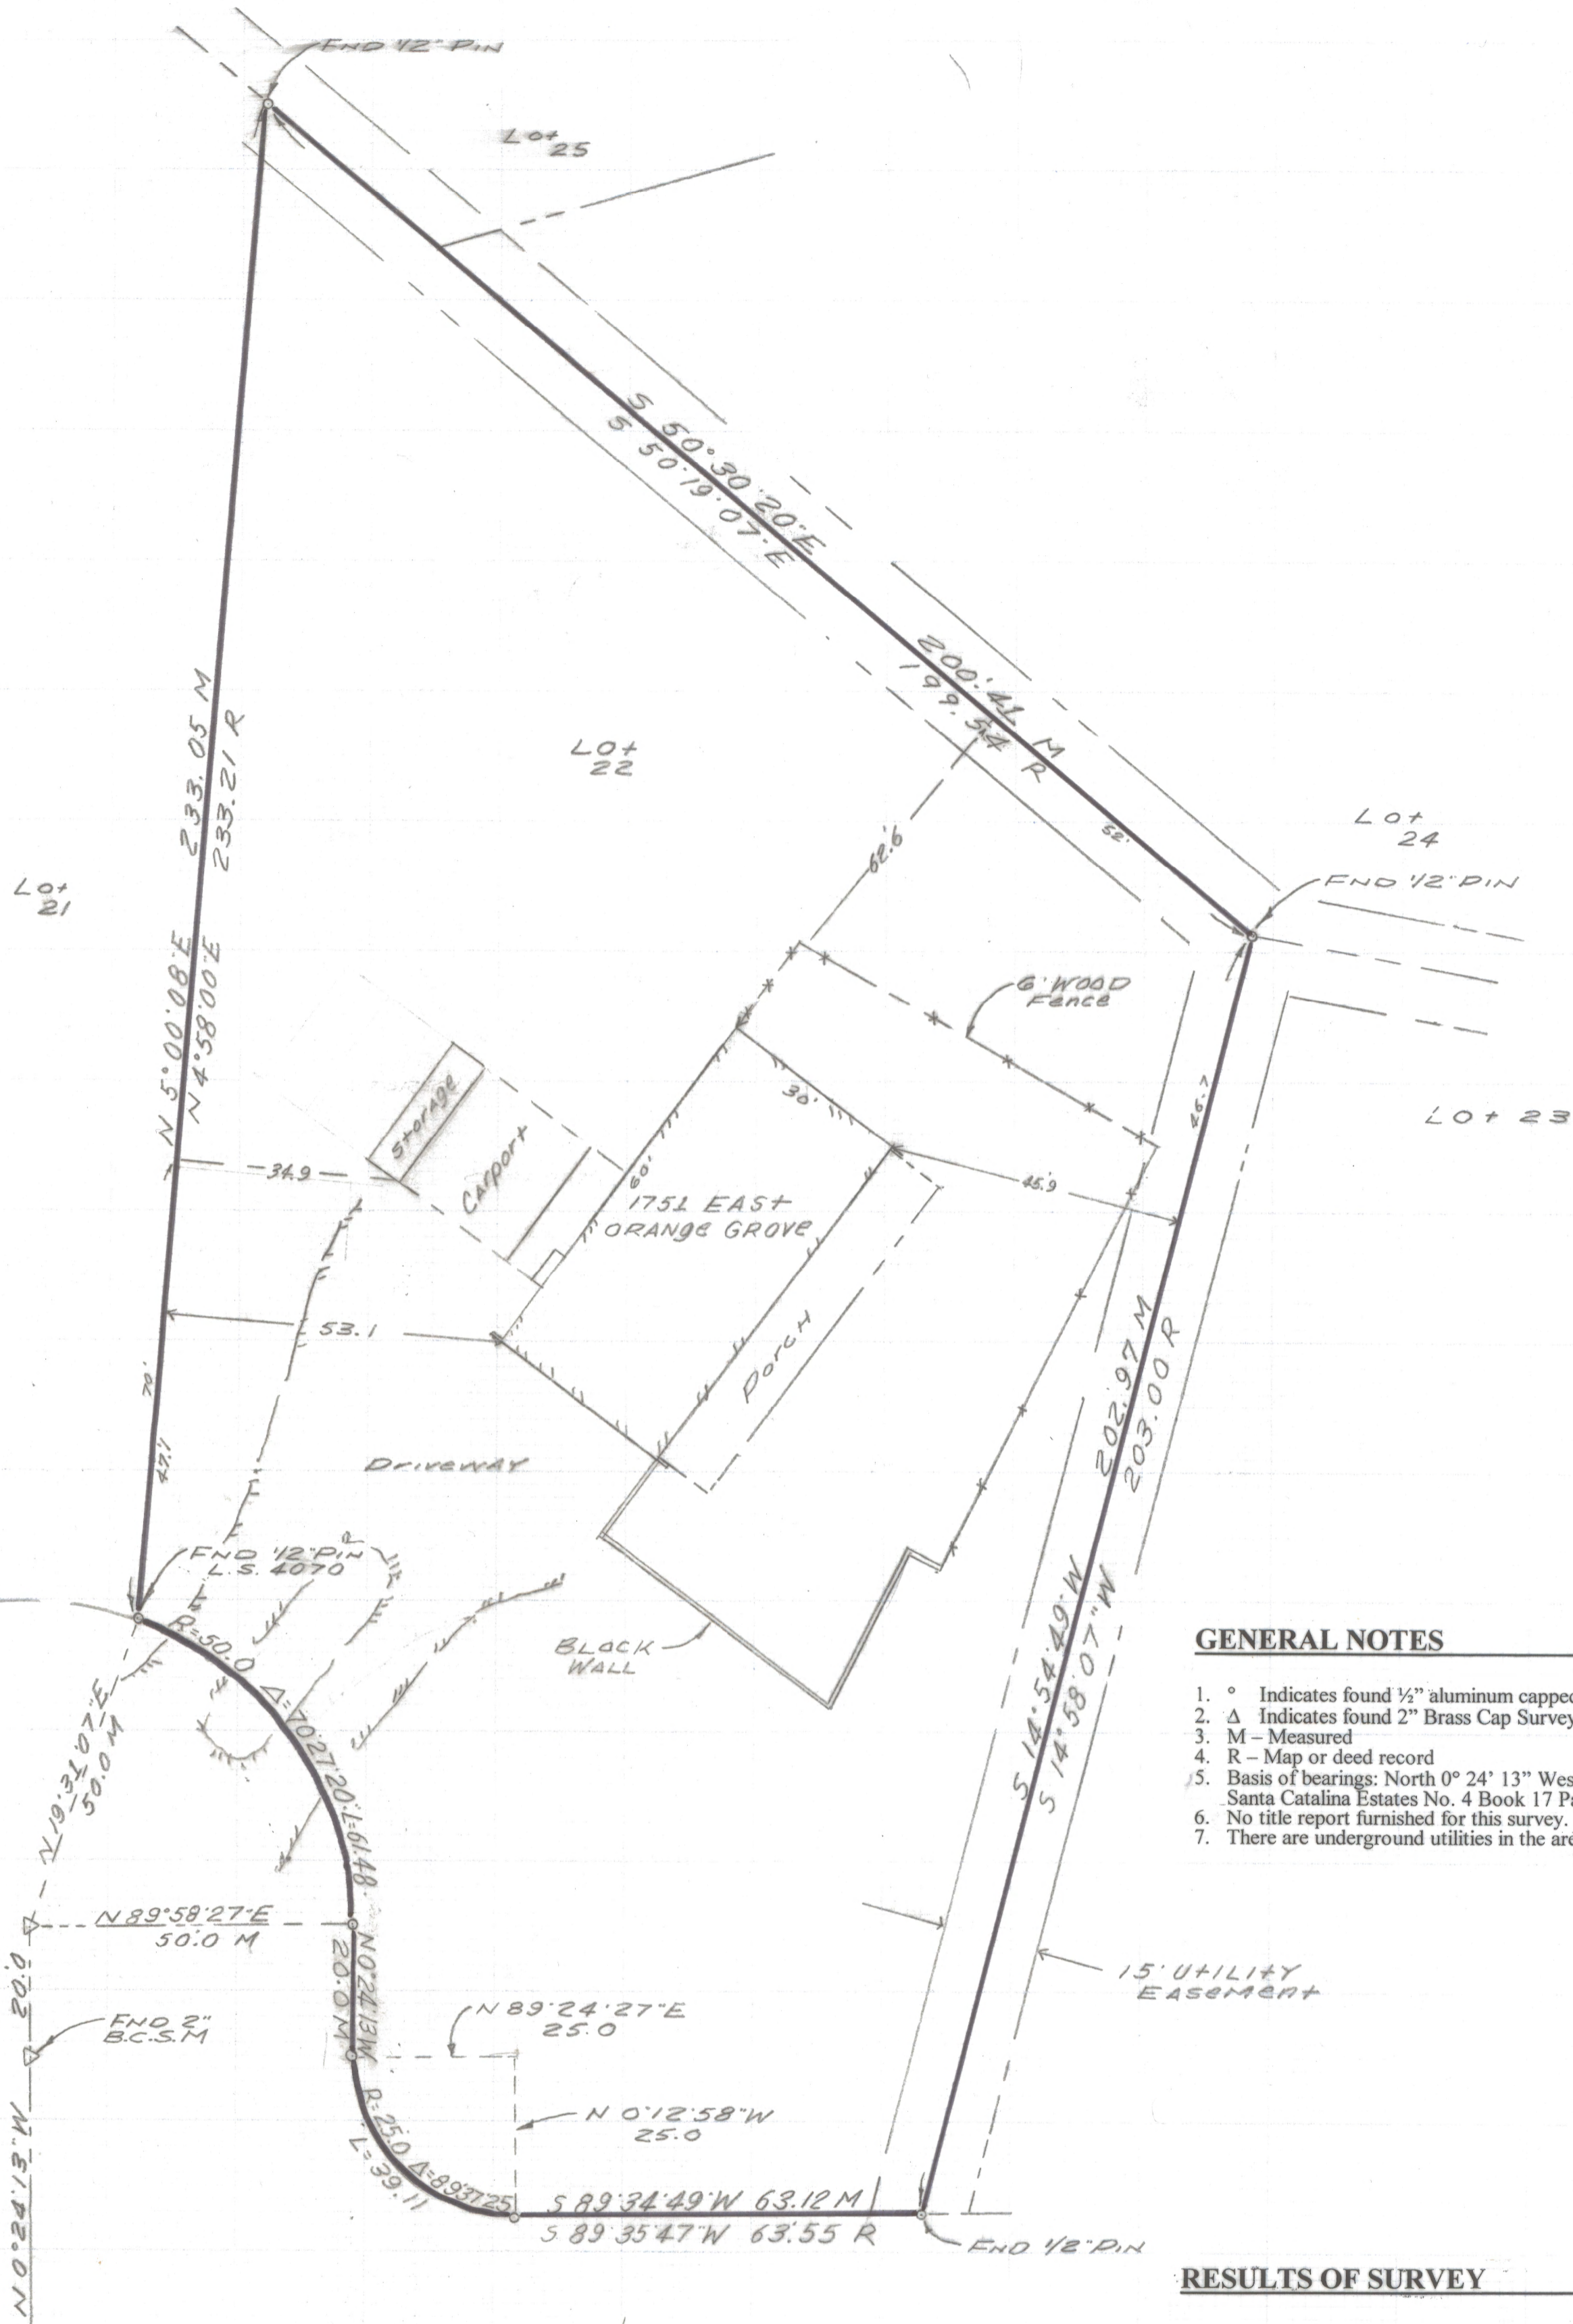 FND 1/2" PIN
Lot
25
S 50°30'20"E
S 50°19'07"E
200.41 M
199.54 R
52'
Lot
24
FND 1/2" PIN
233.05 M
233.21 R
Lot
22
Lot
21
62.6
N 5°00'08"E
N 4°58'00"E
6' WOOD
Fence
46.7
Lot 23
30'
Storage
Carport
34.9
60'
45.9
1751 EAST
ORANGE GROVE
53.1
PORCH
70'
47.1
202.97 M
203.00 R
Driveway
FND 1/2" PIN
L.S. 4070
R=50.0
BLOCK
WALL
S 14°54'49"W
S 14°58'07"W
GENERAL NOTES
1. ° Indicates found ½” aluminum capped
2. Δ Indicates found 2” Brass Cap Survey
3. M – Measured
4. R – Map or deed record
5. Basis of bearings: North 0° 24’ 13” Wes
Santa Catalina Estates No. 4 Book 17 Pa
6. No title report furnished for this survey.
7. There are underground utilities in the are
Δ=70°27'20"
L=61.48
N 19°31'07"E
50.0 M
N 89°58'27"E
50.0 M
N 0°24'13"W
20.0 M
20.0
FND 2"
B.C.S.M
N 89°24'27"E
25.0
15' Utility
Easement
N 0°12'58"W
25.0
R=25.0 Δ=89°37'25
L=39.11
N 0°24'13"W
S 89°34'49"W 63.12 M
S 89°35'47"W 63.55 R
FND 1/2" PIN
RESULTS OF SURVEY